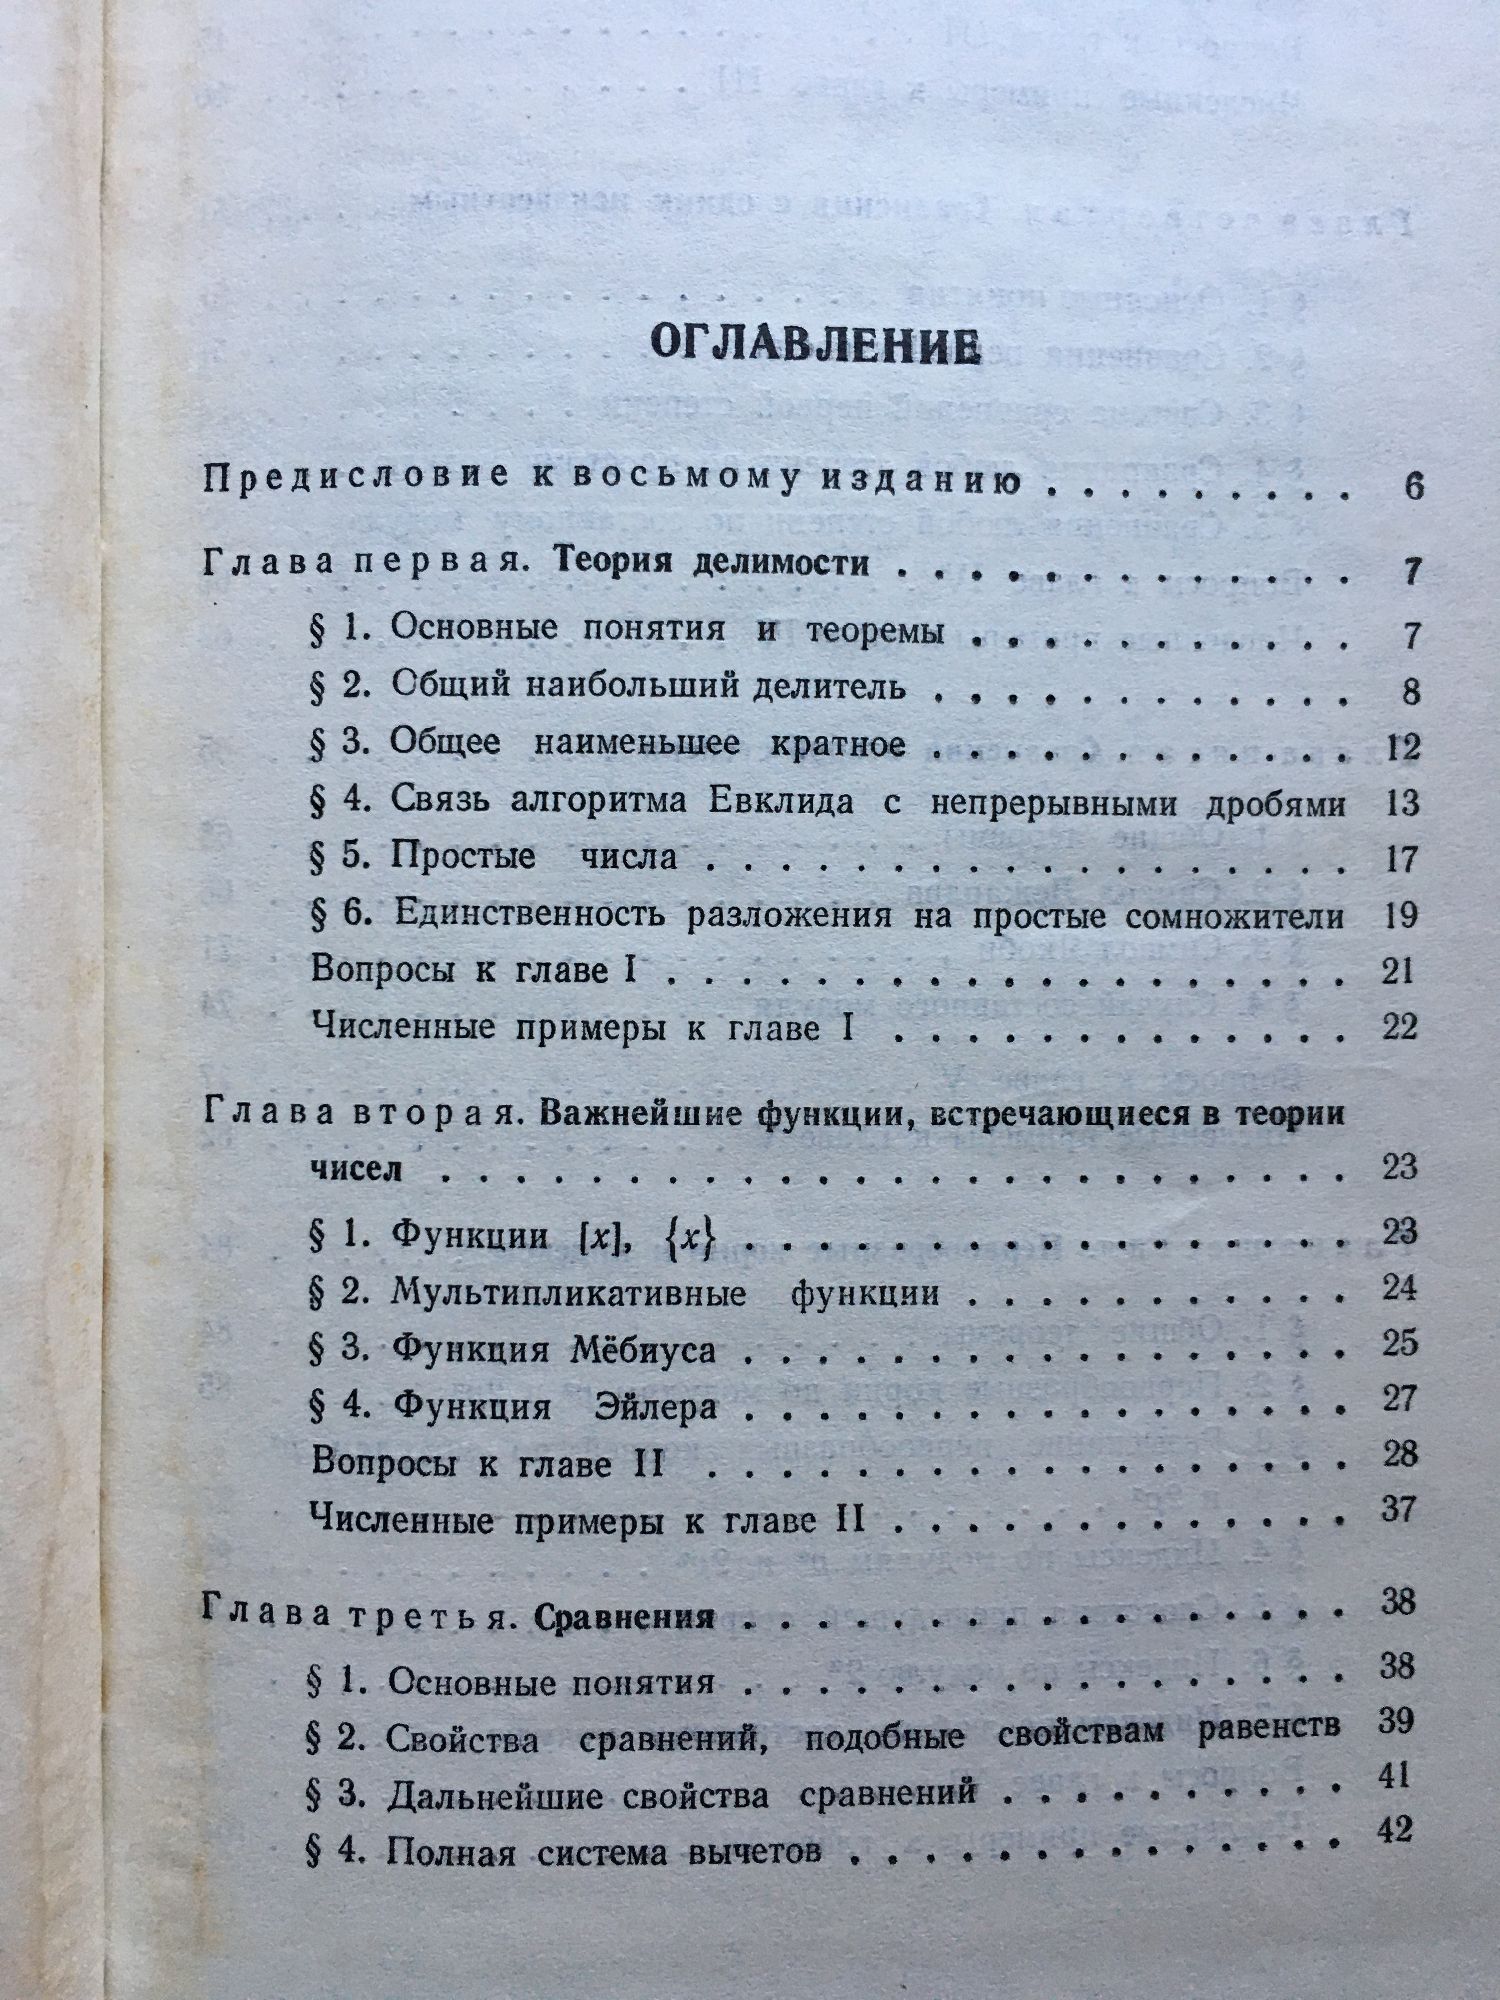 ОГЛАВЛЕНИЕ
Предисловие к восьмому изданию . . . . . . . . . 6
Глава первая. Теория делимости . . . . . . . . . . . . . 7
§ 1. Основные понятия и теоремы . . . . . . . . . . . 7
§ 2. Общий наибольший делитель . . . . . . . . . . . . 8
§ 3. Общее наименьшее кратное . . . . . . . . . . . . 12
§ 4. Связь алгоритма Евклида с непрерывными дробями 13
§ 5. Простые числа . . . . . . . . . . . . . . . . . . 17
§ 6. Единственность разложения на простые сомножители 19
Вопросы к главе I . . . . . . . . . . . . . . . . . . . 21
Численные примеры к главе I . . . . . . . . . . . . . 22
Глава вторая. Важнейшие функции, встречающиеся в теории
чисел . . . . . . . . . . . . . . . . . . . . . . . . . 23
§ 1. Функции [x], {x} . . . . . . . . . . . . . . . . . 23
§ 2. Мультипликативные функции . . . . . . . . . . . 24
§ 3. Функция Мёбиуса . . . . . . . . . . . . . . . . . 25
§ 4. Функция Эйлера . . . . . . . . . . . . . . . . . 27
Вопросы к главе II . . . . . . . . . . . . . . . . . . 28
Численные примеры к главе II . . . . . . . . . . . . . 37
Глава третья. Сравнения . . . . . . . . . . . . . . . . . 38
§ 1. Основные понятия . . . . . . . . . . . . . . . . . 38
§ 2. Свойства сравнений, подобные свойствам равенств 39
§ 3. Дальнейшие свойства сравнений . . . . . . . . . . 41
§ 4. Полная система вычетов . . . . . . . . . . . . . . 42